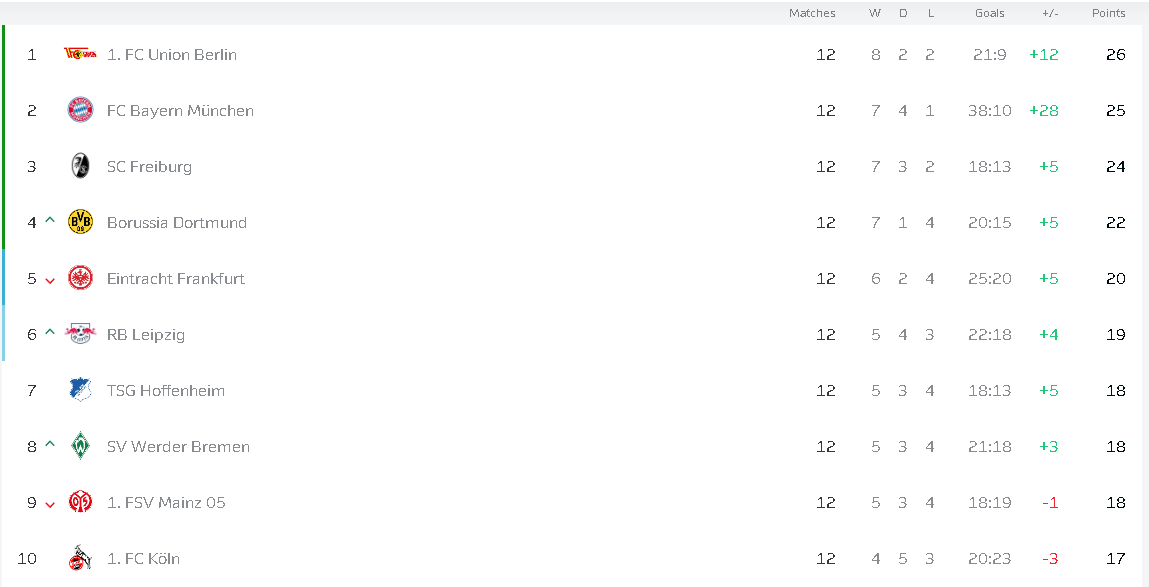 Matches W D L Goals +/- Points
1 1. FC Union Berlin 12 8 2 2 21:9 +12 26
2 FC Bayern München 12 7 4 1 38:10 +28 25
3 SC Freiburg 12 7 3 2 18:13 +5 24
4 BVB 09 Borussia Dortmund 12 7 1 4 20:15 +5 22
5 Eintracht Frankfurt 12 6 2 4 25:20 +5 20
6 RB Leipzig 12 5 4 3 22:18 +4 19
7 TSG Hoffenheim 12 5 3 4 18:13 +5 18
8 SV Werder Bremen 12 5 3 4 21:18 +3 18
9 1. FSV Mainz 05 12 5 3 4 18:19 -1 18
10 1. FC Köln 12 4 5 3 20:23 -3 17